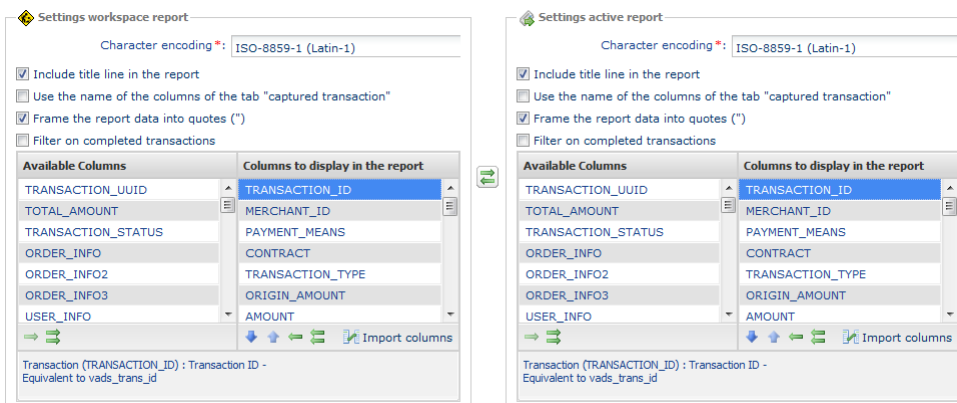 Settings workspace report
Character encoding *: ISO-8859-1 (Latin-1)
Include title line in the report
Use the name of the columns of the tab "captured transaction"
Frame the report data into quotes (")
Filter on completed transactions
Available Columns Columns to display in the report
TRANSACTION_UUID TRANSACTION_ID
TOTAL_AMOUNT MERCHANT_ID
TRANSACTION_STATUS PAYMENT_MEANS
ORDER_INFO CONTRACT
ORDER_INFO2 TRANSACTION_TYPE
ORDER_INFO3 ORIGIN_AMOUNT
USER_INFO AMOUNT
Import columns
Transaction (TRANSACTION_ID) : Transaction ID -
Equivalent to vads_trans_id
Settings active report
Character encoding *: ISO-8859-1 (Latin-1)
Include title line in the report
Use the name of the columns of the tab "captured transaction"
Frame the report data into quotes (")
Filter on completed transactions
Available Columns Columns to display in the report
TRANSACTION_UUID TRANSACTION_ID
TOTAL_AMOUNT MERCHANT_ID
TRANSACTION_STATUS PAYMENT_MEANS
ORDER_INFO CONTRACT
ORDER_INFO2 TRANSACTION_TYPE
ORDER_INFO3 ORIGIN_AMOUNT
USER_INFO AMOUNT
Import columns
Transaction (TRANSACTION_ID) : Transaction ID -
Equivalent to vads_trans_id